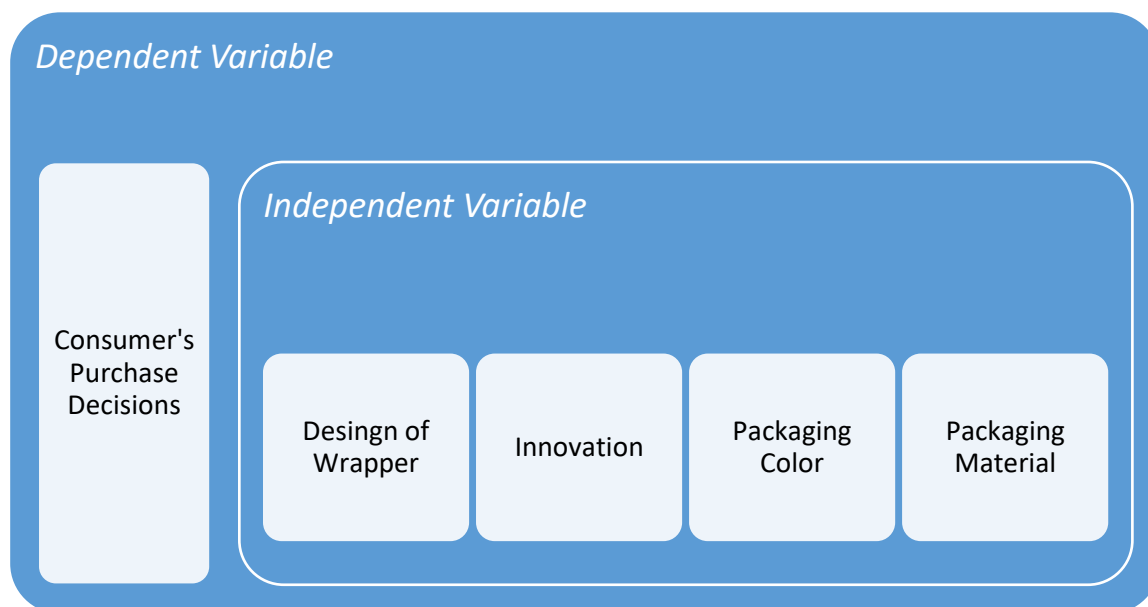 Dependent Variable
Independent Variable
Consumer's
Purchase
Decisions
Desingn of
Wrapper
Innovation
Packaging
Color
Packaging
Material